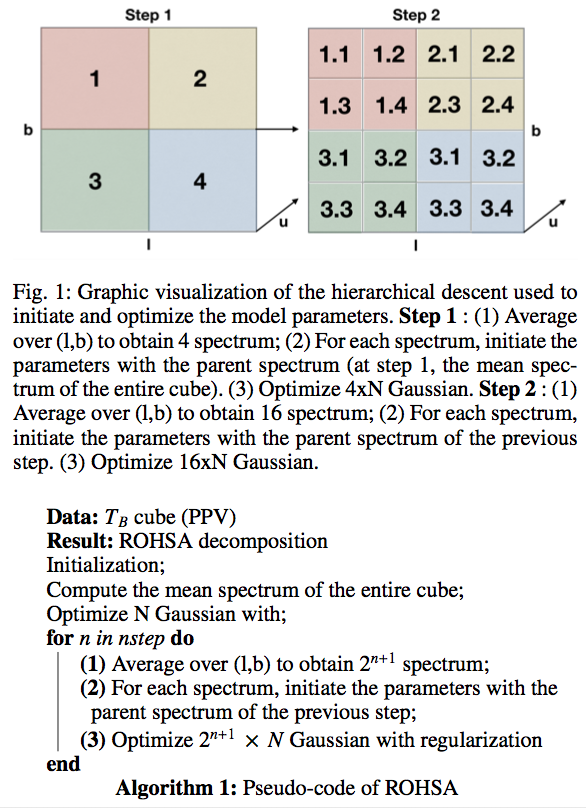 Step 1 Step 2
1 2
3 4
b
l
u
1.1 1.2 2.1 2.2
1.3 1.4 2.3 2.4
3.1 3.2 3.1 3.2
3.3 3.4 3.3 3.4
b
l
u
Fig. 1: Graphic visualization of the hierarchical descent used to
initiate and optimize the model parameters. Step 1 : (1) Average
over (l,b) to obtain 4 spectrum; (2) For each spectrum, initiate the
parameters with the parent spectrum (at step 1, the mean spec-
trum of the entire cube). (3) Optimize 4xN Gaussian. Step 2 : (1)
Average over (l,b) to obtain 16 spectrum; (2) For each spectrum,
initiate the parameters with the parent spectrum of the previous
step. (3) Optimize 16xN Gaussian.
Data: T_B cube (PPV)
Result: ROHSA decomposition
Initialization;
Compute the mean spectrum of the entire cube;
Optimize N Gaussian with;
for n in nstep do
(1) Average over (l,b) to obtain 2^{n+1} spectrum;
(2) For each spectrum, initiate the parameters with the
parent spectrum of the previous step;
(3) Optimize 2^{n+1} × N Gaussian with regularization
end
Algorithm 1: Pseudo-code of ROHSA